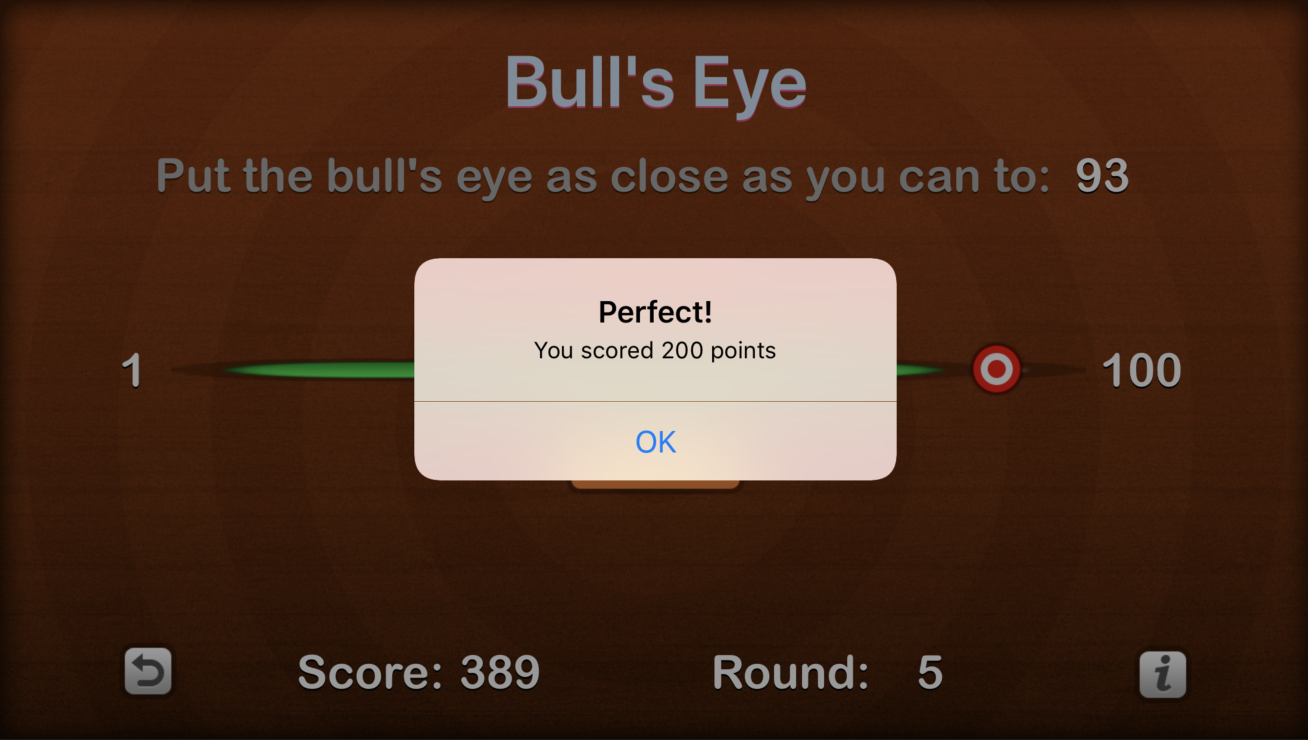 Bull's Eye
Put the bull's eye as close as you can to: 93
Perfect!
You scored 200 points
1 100
OK
Score: 389 Round: 5
i